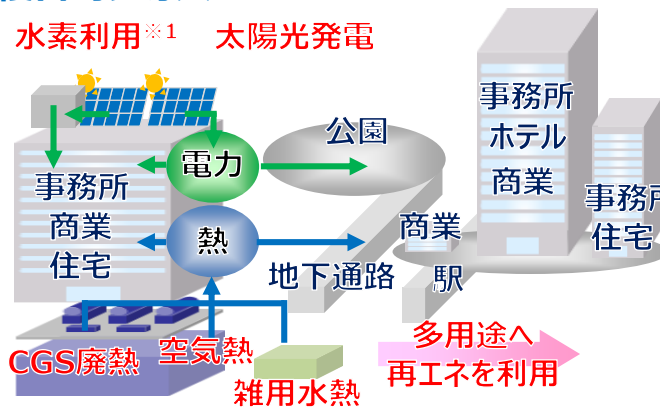 水素利用※1
太陽光発電
公園
電力
事務所
商業
住宅
熱
事務所
ホテル
商業
事務所
住宅
商業
駅
地下通路
CGS廃熱
空気熱
雑用水熱
多用途へ
再エネを利用